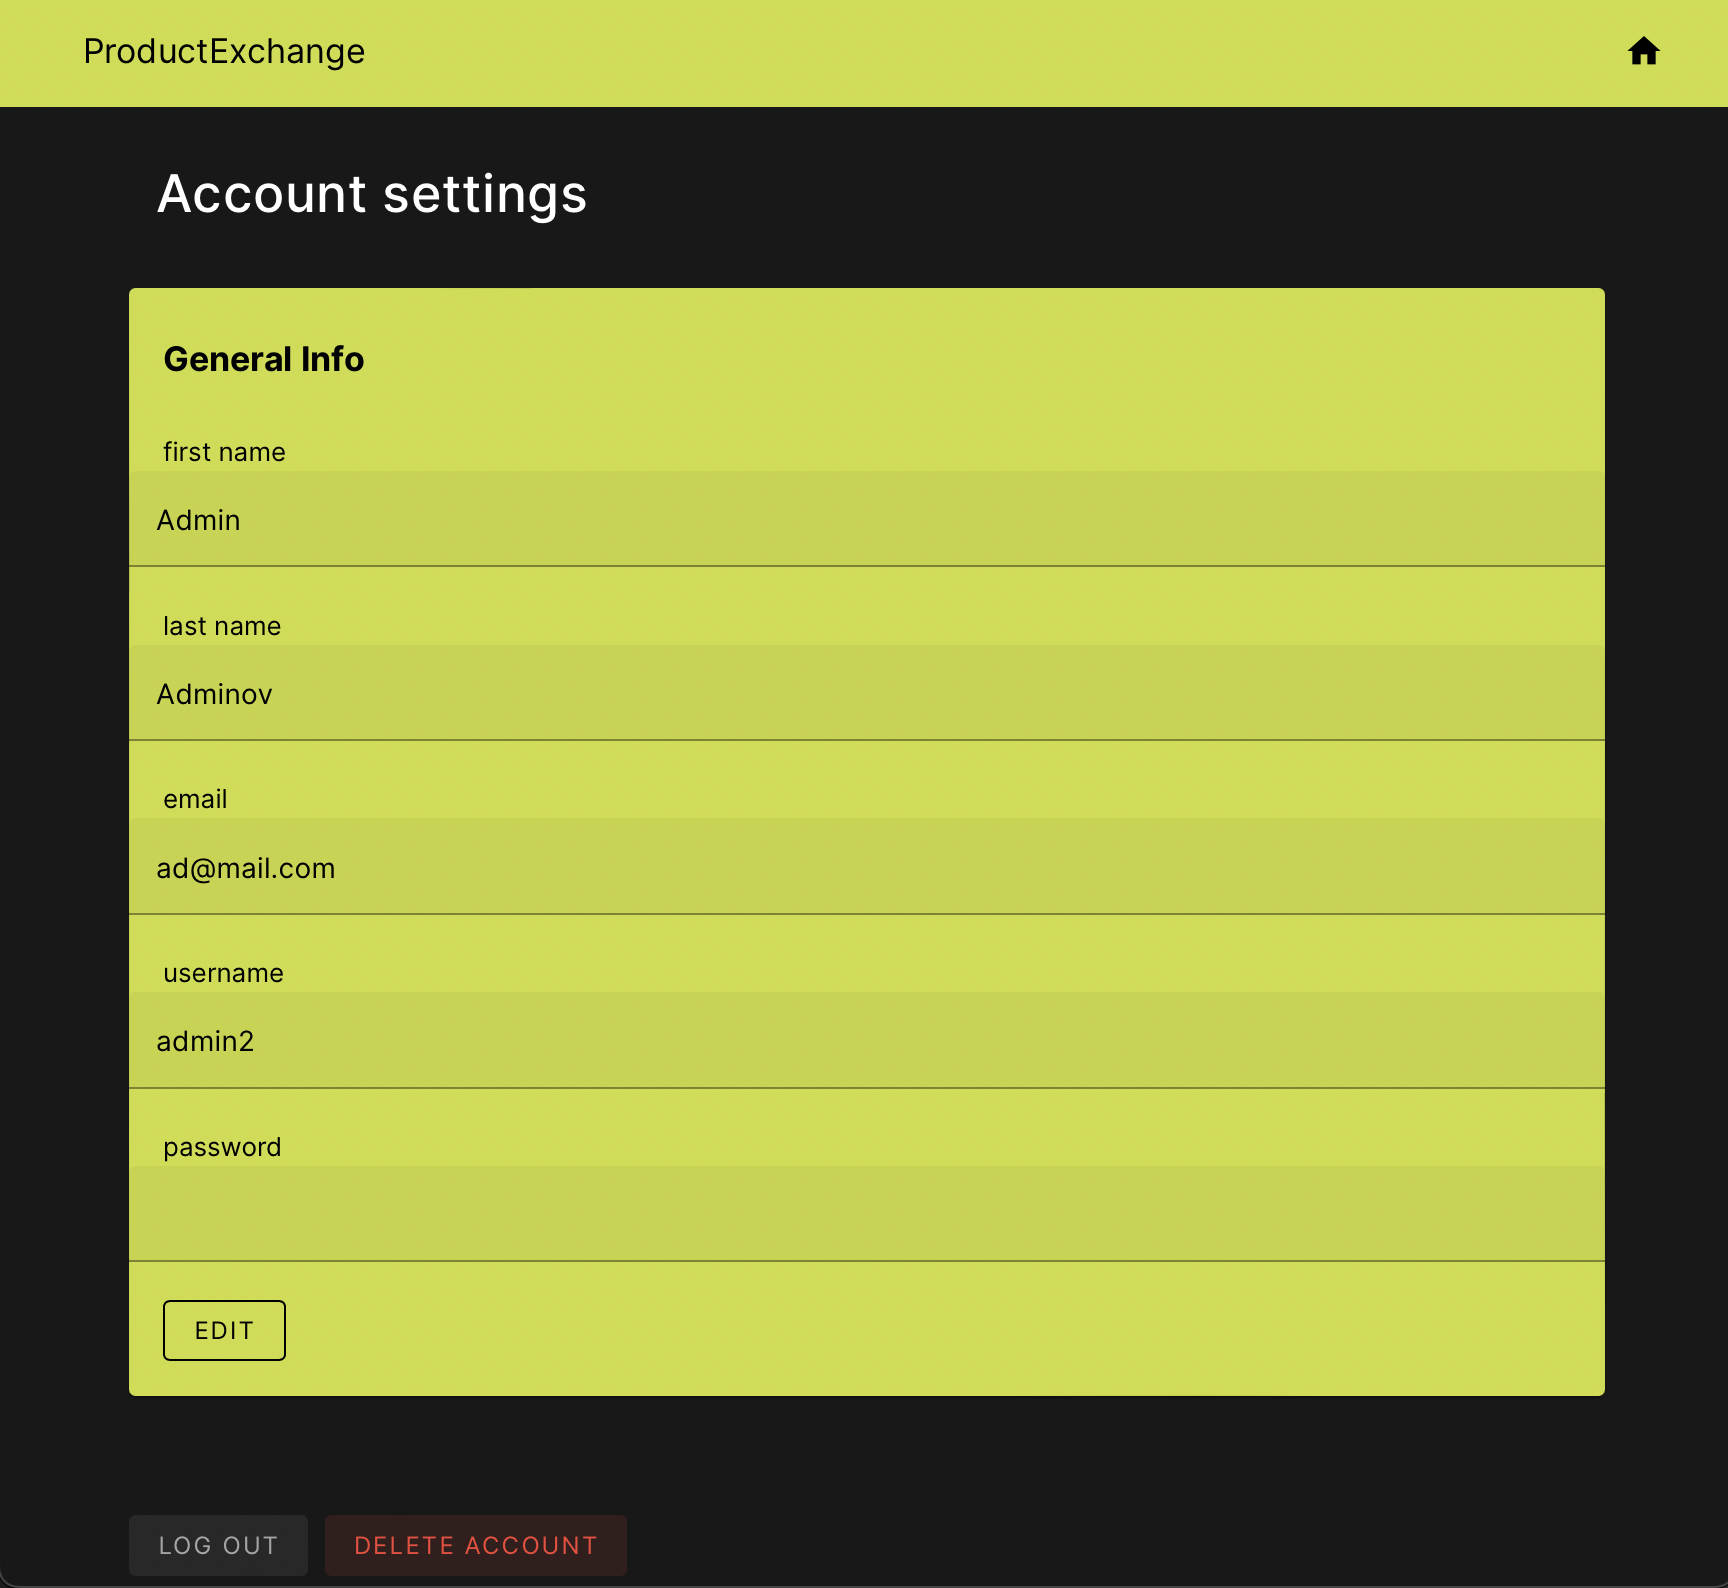 ProductExchange
Account settings
General Info
first name
Admin
last name
Adminov
email
ad@mail.com
username
admin2
password
EDIT
LOG OUT DELETE ACCOUNT